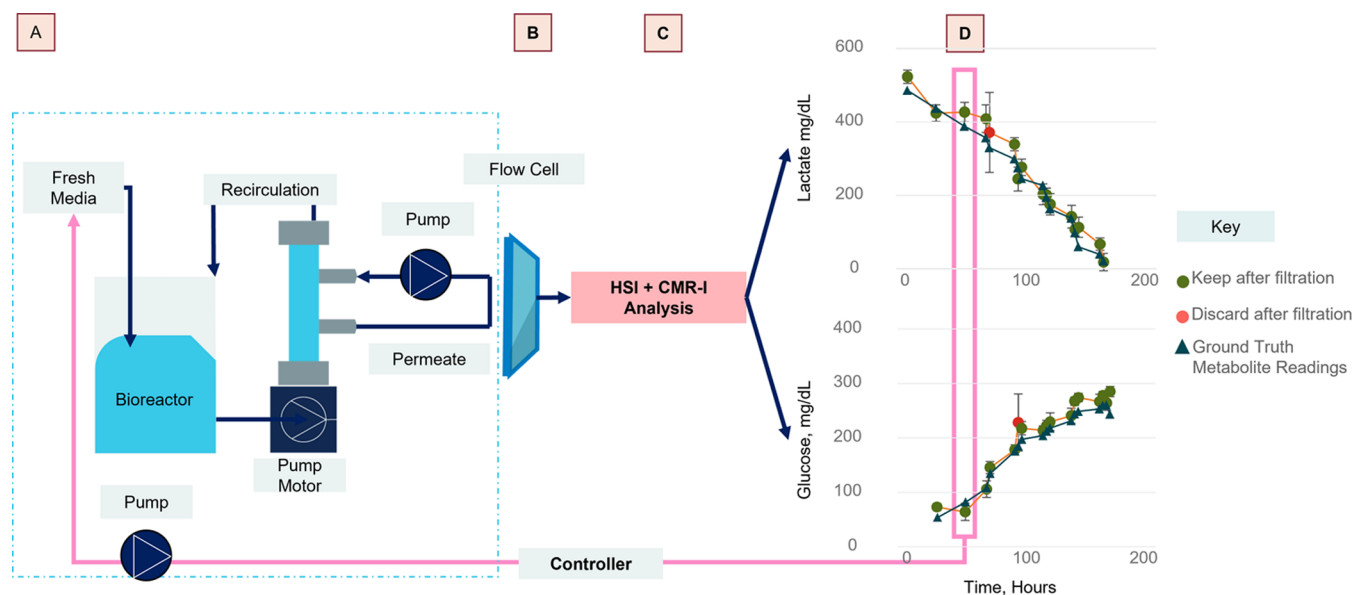 A
B
C
D
Fresh
Media
Recirculation
Pump
Flow Cell
Permeate
Bioreactor
Pump
Motor
Pump
HSI + CMR-I
Analysis
Controller
Lactate mg/dL
600
400
200
0
0
100
200
Glucose, mg/dL
400
300
200
100
0
0
100
200
Time, Hours
Key
Keep after filtration
Discard after filtration
Ground Truth
Metabolite Readings